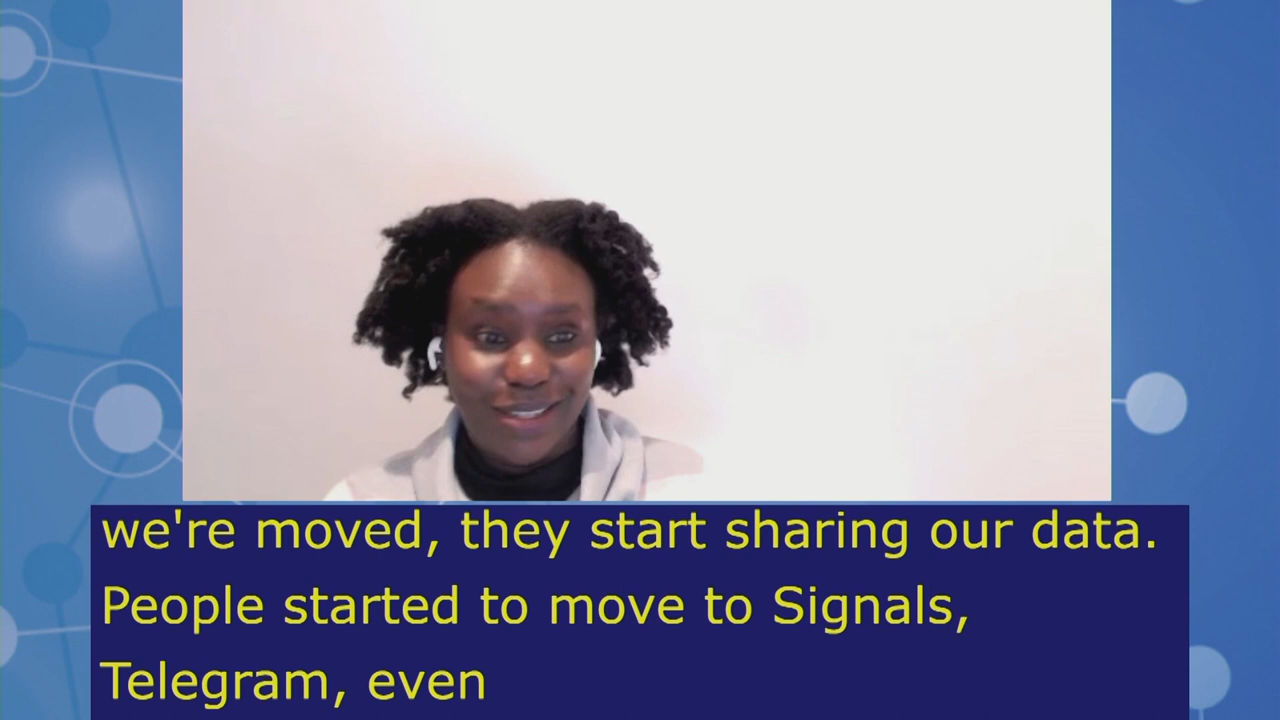 we're moved, they start sharing our data.
People started to move to Signals,
Telegram, even